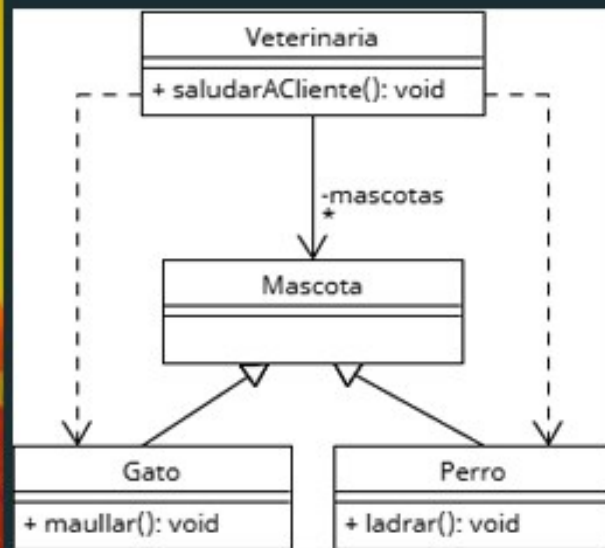 Veterinaria
+ saludarACliente(): void
-mascotas
*
Mascota
Gato
+ maullar(): void
Perro
+ ladrar(): void